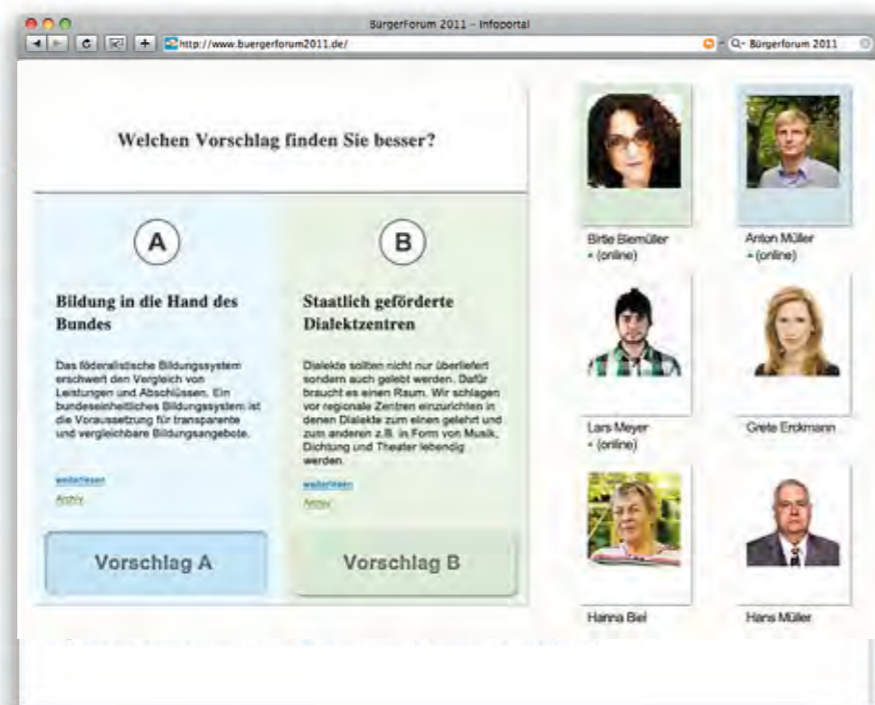 BürgerForum 2011 – Infoportal
http://www.buergerforum2011.de/
Bürgerforum 2011
Welchen Vorschlag finden Sie besser?
A
Bildung in die Hand des
Bundes
Das föderalistische Bildungssystem
erschwert den Vergleich von
Leistungen und Abschlüssen. Ein
bundeseinheitliches Bildungssystem ist
die Voraussetzung für transparente
und vergleichbare Bildungsangebote.
weiterlesen
Archiv
Vorschlag A
B
Staatlich geförderte
Dialektzentren
Dialekte sollten nicht nur überliefert
sondern auch gelebt werden. Dafür
braucht es einen Raum. Wir schlagen
vor regionale Zentren einzurichten in
denen Dialekte zum einen gelehrt und
zum anderen z.B. in Form von Musik,
Dichtung und Theater lebendig
werden.
weiterlesen
Archiv
Vorschlag B
Birtie Biemüller
(online)
Anton Müller
(online)
Lars Meyer
(online)
Grete Erckmann
Hanna Biel
Hans Müller